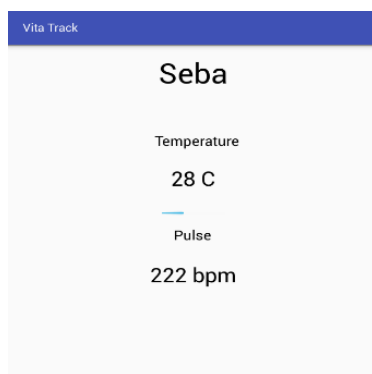 Vita Track
Seba
Temperature
28 C
Pulse
222 bpm